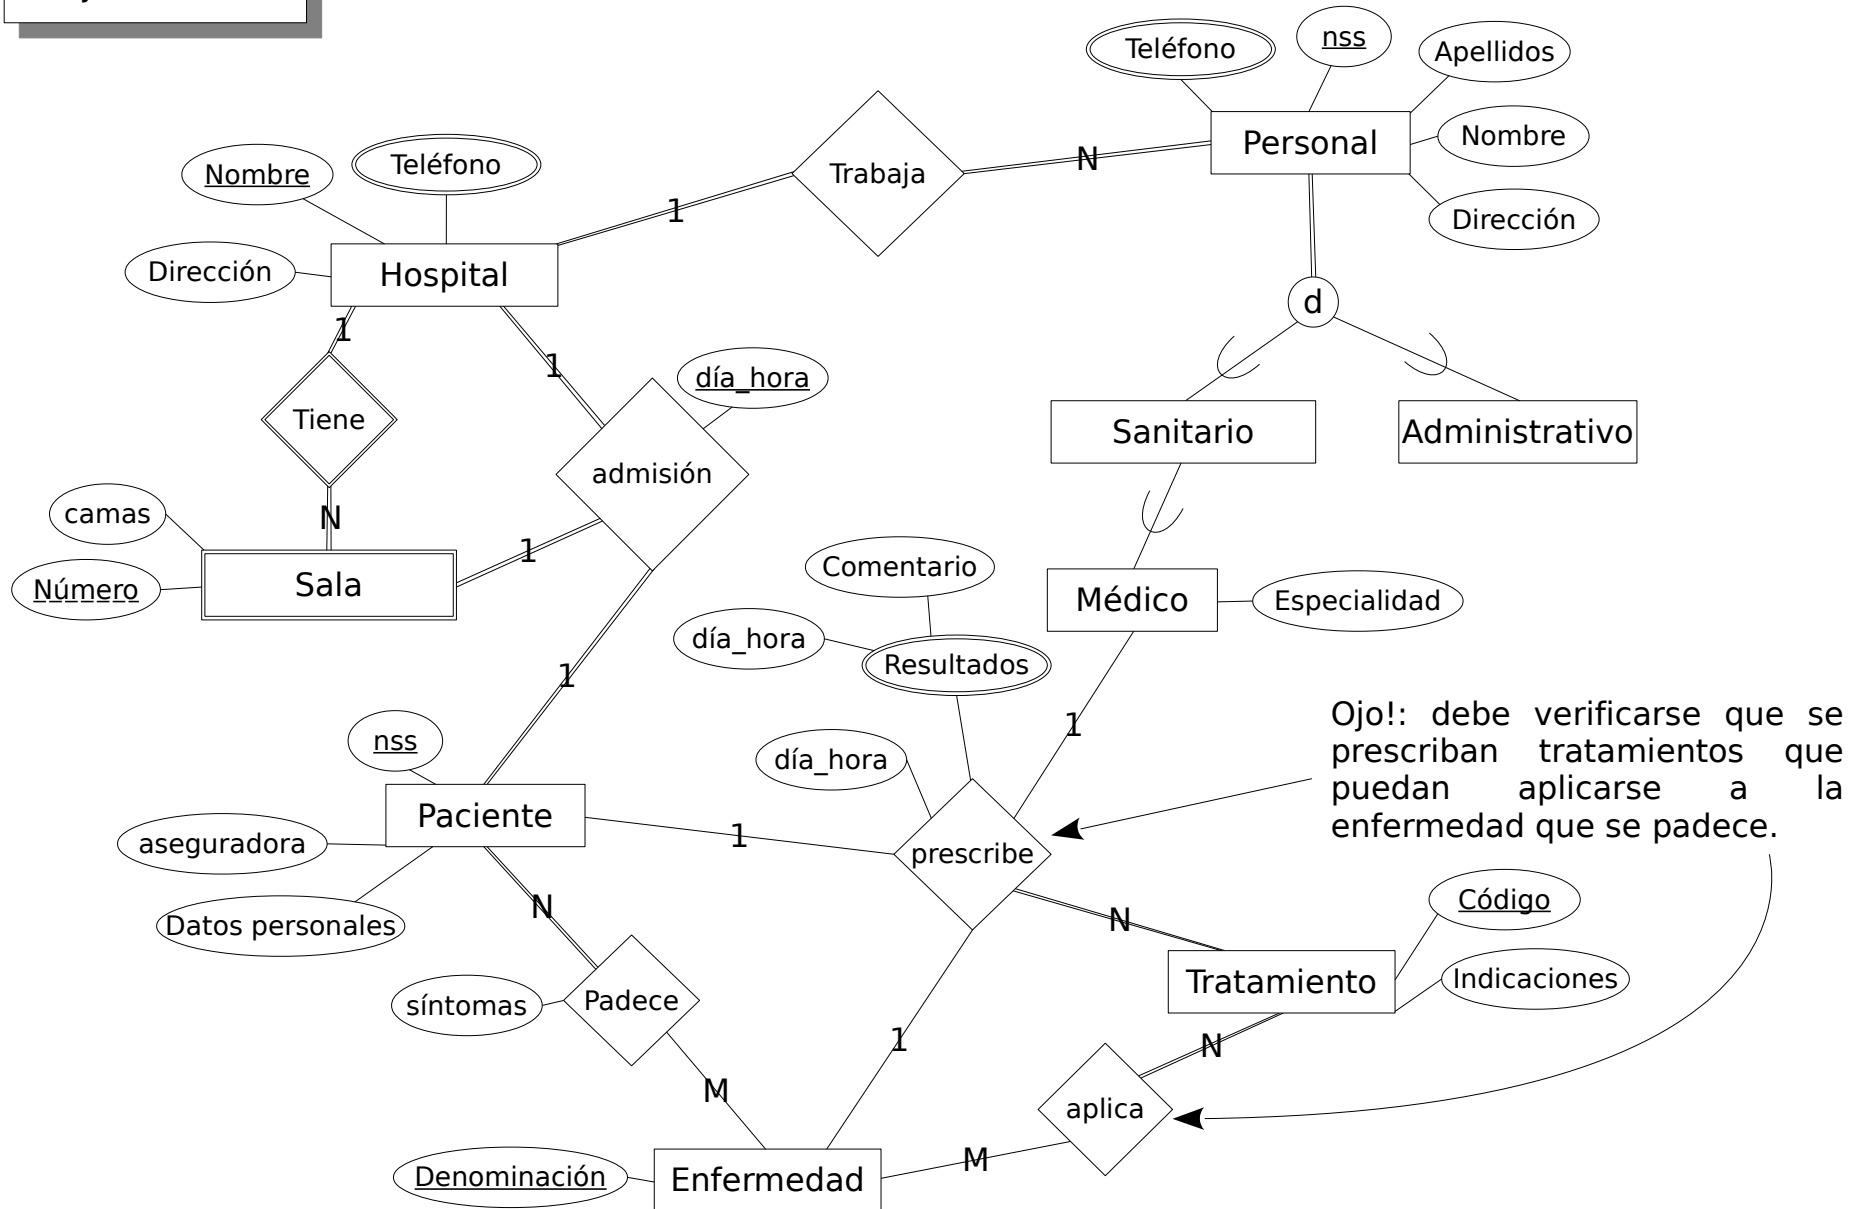 Teléfono
nss
Apellidos
Personal
Nombre
Dirección
Trabaja
N
1
Nombre
Teléfono
Dirección
Hospital
1
1
Tiene
N
día_hora
admisión
1
1
camas
Número
Sala
d
Sanitario
Administrativo
Médico
Especialidad
Comentario
día_hora
Resultados
día_hora
1
nss
Paciente
aseguradora
Datos personales
1
prescribe
Ojo!: debe verificarse que se
prescriban tratamientos que
puedan aplicarse a la
enfermedad que se padece.
N
N
Código
Tratamiento
Indicaciones
síntomas
Padece
1
N
M
aplica
M
Denominación
Enfermedad